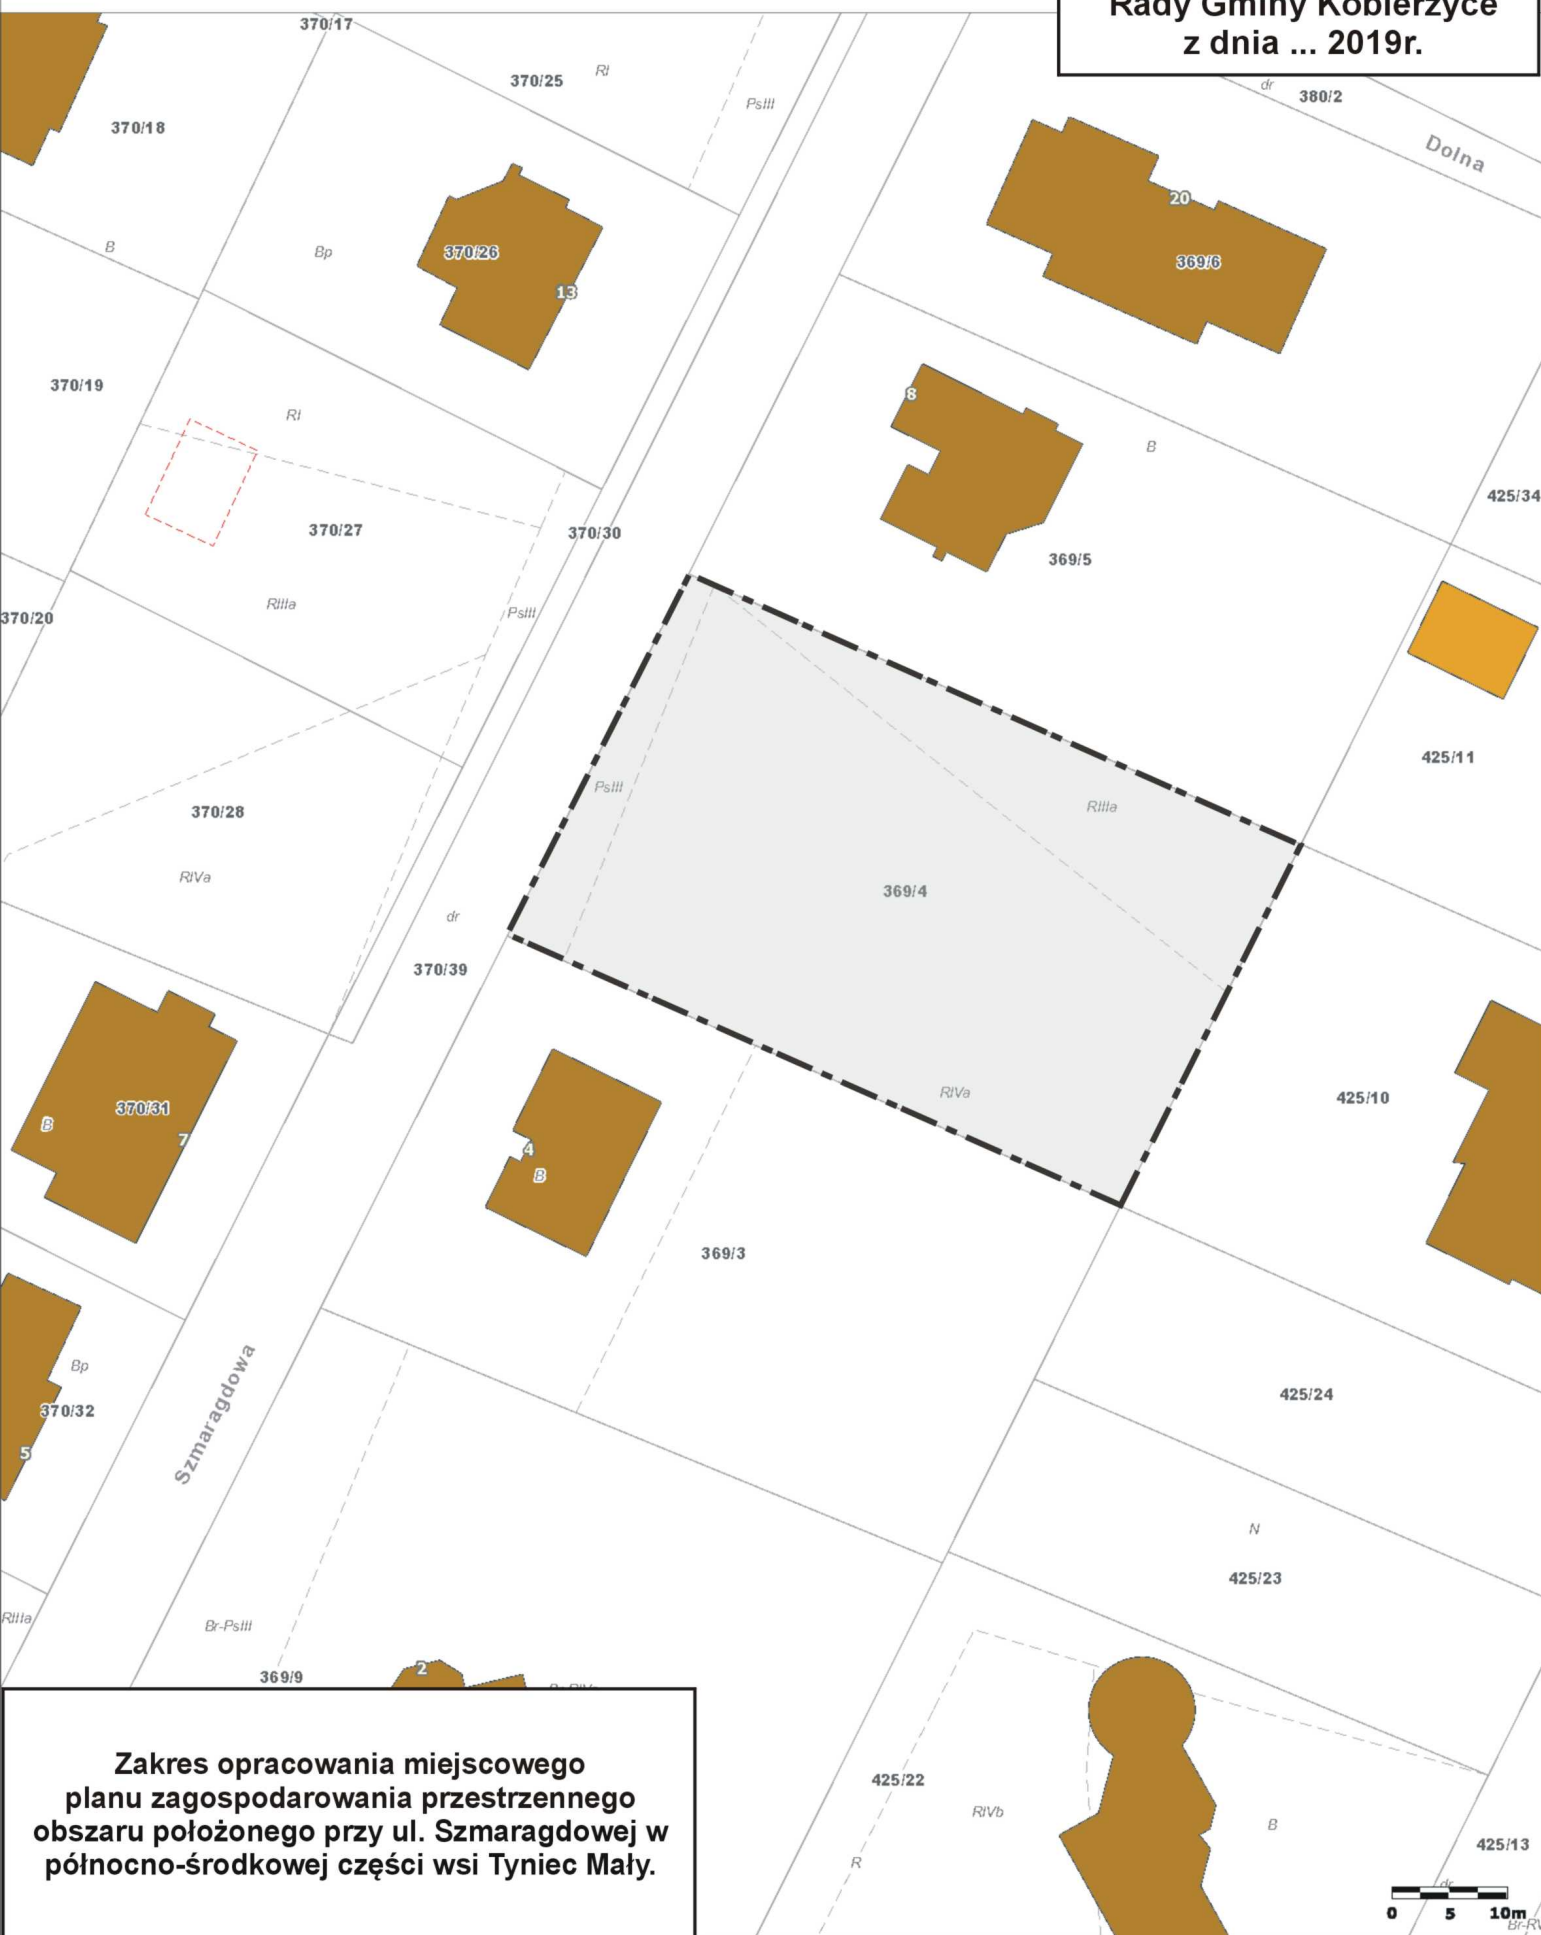 Rady Gminy Kobierzyce
z dnia ... 2019r.
370/17
370/25
RI
PsIII
dr
380/2
Dolna
370/18
20
B
Bp
370/26
369/6
13
370/19
8
RI
B
425/34
370/27
370/30
369/5
RIIIa
PsIII
370/20
425/11
PsIII
RIIIa
370/28
RIVa
369/4
dr
370/39
RIVa
425/10
370/31
B
7
4
B
369/3
Bp
370/32
5
Szmaragdowa
425/24
N
425/23
RIIIa
Br-PsIII
369/9
2
Zakres opracowania miejscowego
planu zagospodarowania przestrzennego
obszaru położonego przy ul. Szmaragdowej w
północno-środkowej części wsi Tyniec Mały.
425/22
RIVb
B
425/13
R
dr
0 5 10m